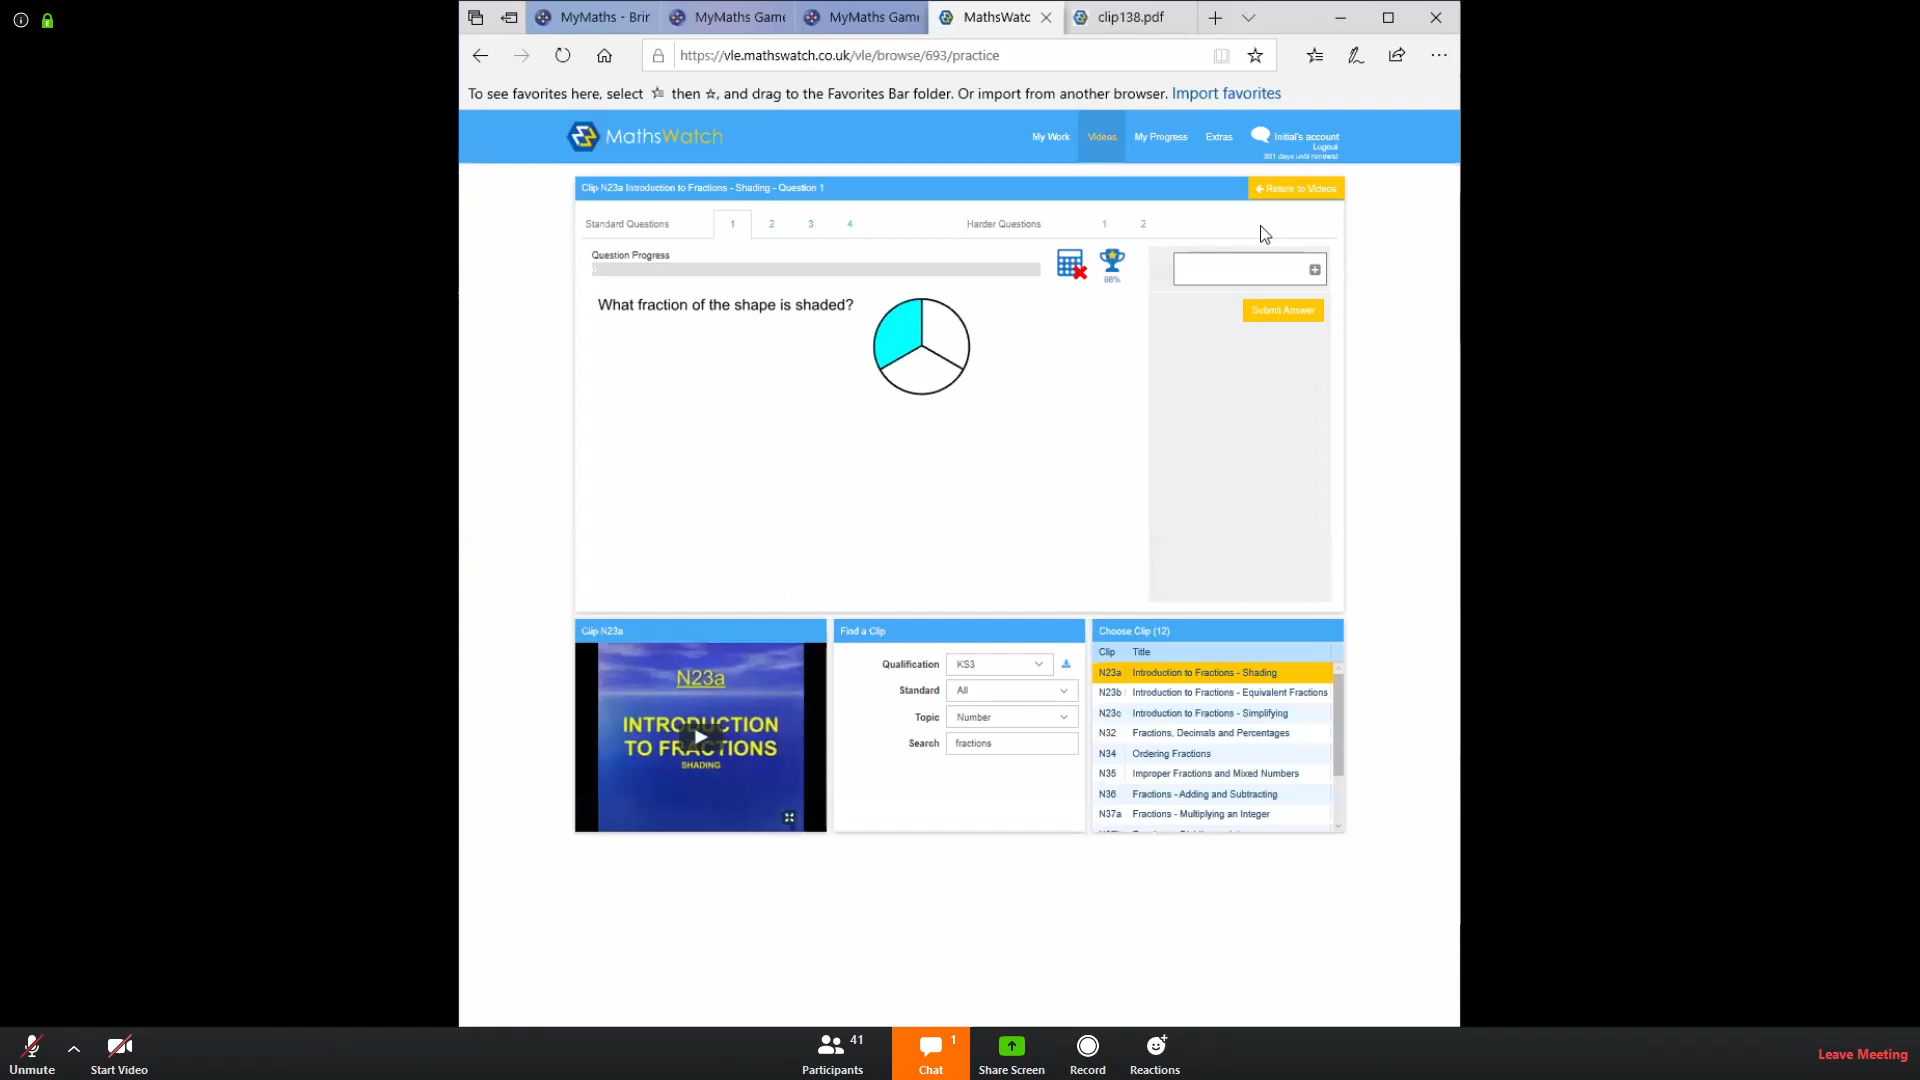 MyMaths - Brir
MyMaths Game
MyMaths Game
MathsWatc
clip138.pdf
https://vle.mathswatch.co.uk/vle/browse/693/practice
To see favorites here, select then ☆, and drag to the Favorites Bar folder. Or import from another browser. Import favorites
MathsWatch
My Work
Videos
My Progress
Extras
Initial's account
Logout
301 days until renewal
Clip N23a Introduction to Fractions - Shading - Question 1
Return to Videos
Standard Questions 1 2 3 4
Harder Questions 1 2
Question Progress
What fraction of the shape is shaded?
Submit Answer
Clip N23a
N23a
INTRODUCTION
TO FRACTIONS
SHADING
Find a Clip
Qualification KS3
Standard All
Topic Number
Search fractions
Choose Clip (12)
Clip Title
N23a Introduction to Fractions - Shading
N23b Introduction to Fractions - Equivalent Fractions
N23c Introduction to Fractions - Simplifying
N32 Fractions, Decimals and Percentages
N34 Ordering Fractions
N35 Improper Fractions and Mixed Numbers
N36 Fractions - Adding and Subtracting
N37a Fractions - Multiplying an Integer
Unmute
Start Video
Participants 41
Chat 1
Share Screen
Record
Reactions
Leave Meeting